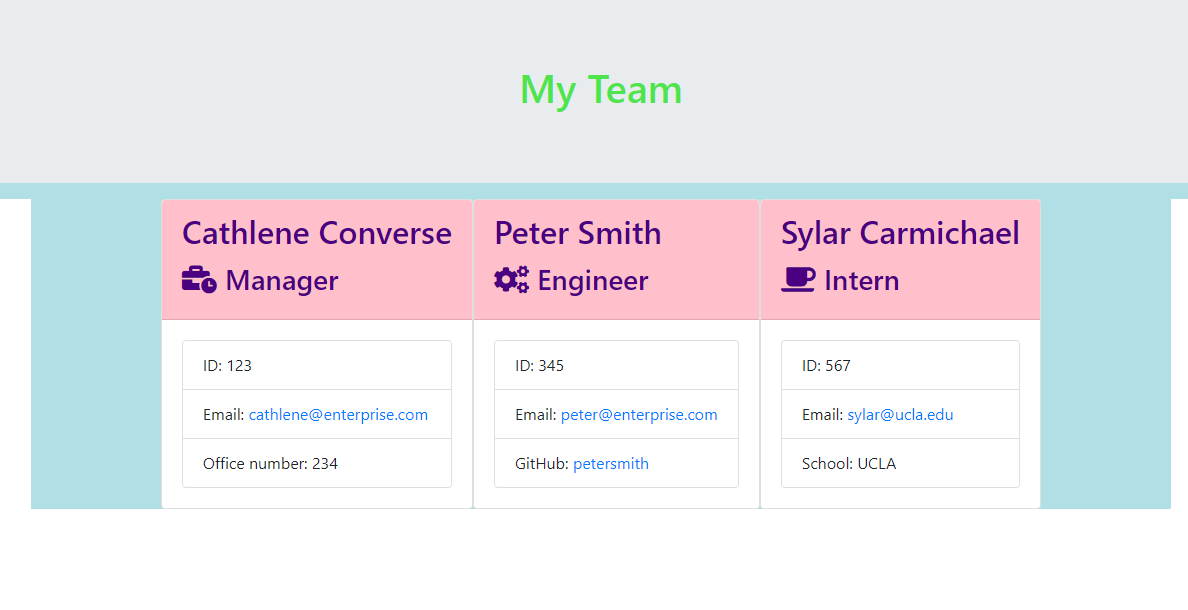 My Team
Cathlene Converse
Manager
ID: 123
Email: cathlene@enterprise.com
Office number: 234
Peter Smith
Engineer
ID: 345
Email: peter@enterprise.com
GitHub: petersmith
Sylar Carmichael
Intern
ID: 567
Email: sylar@ucla.edu
School: UCLA